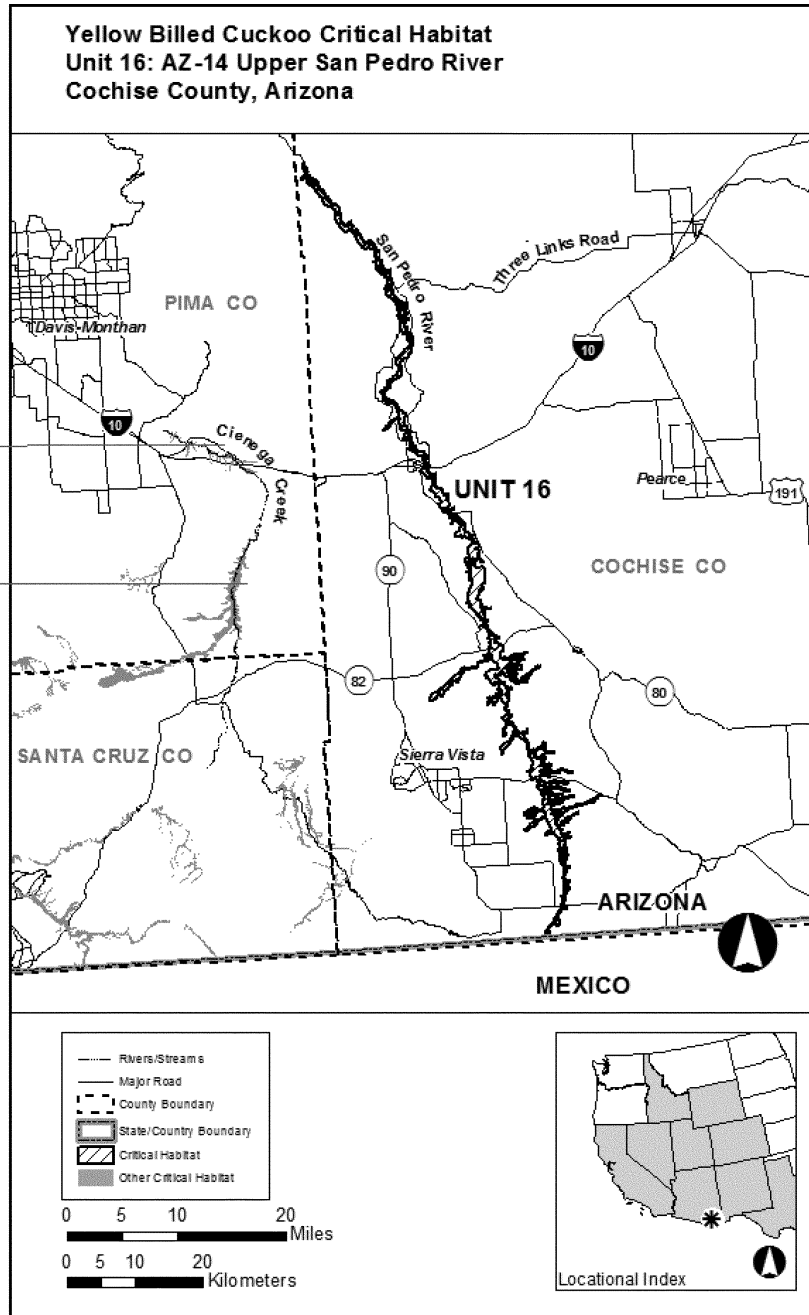 Yellow Billed Cuckoo Critical Habitat
Unit 16: AZ-14 Upper San Pedro River
Cochise County, Arizona
San Pedro River
Three Links Road
PIMA CO
Davis-Monthan
10
10
Cienega Creek
UNIT 16
Pearce
191
90
COCHISE CO
82
80
SANTA CRUZ CO
Sierra Vista
ARIZONA
MEXICO
Rivers/Streams
Major Road
County Boundary
State/Country Boundary
Critical Habitat
Other Critical Habitat
0 5 10 20
Miles
0 5 10 20
Kilometers
Locational Index